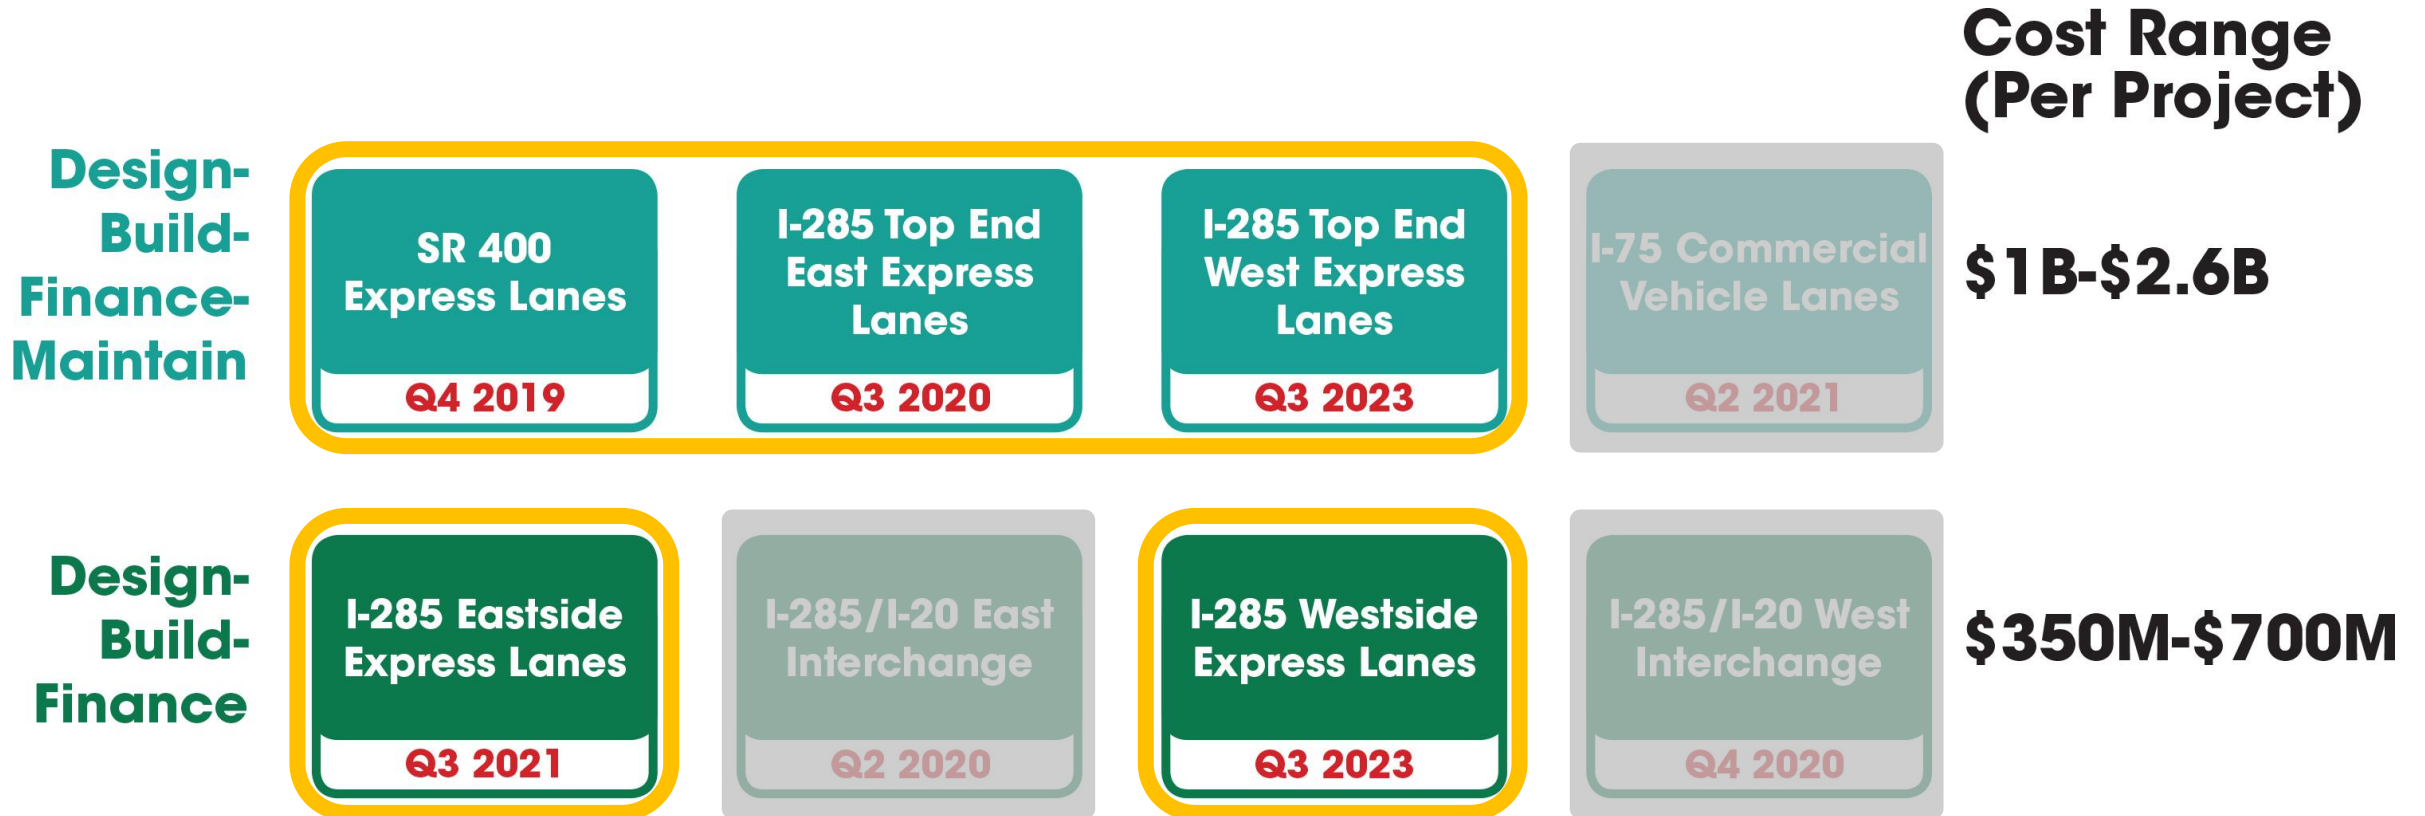 Cost Range
(Per Project)
Design-
Build-
Finance-
Maintain
SR 400
Express Lanes
Q4 2019
I-285 Top End
East Express
Lanes
Q3 2020
I-285 Top End
West Express
Lanes
Q3 2023
I-75 Commercial
Vehicle Lanes
Q2 2021
$1B-$2.6B
Design-
Build-
Finance
I-285 Eastside
Express Lanes
Q3 2021
I-285/I-20 East
Interchange
Q2 2020
I-285 Westside
Express Lanes
Q3 2023
I-285/I-20 West
Interchange
Q4 2020
$350M-$700M